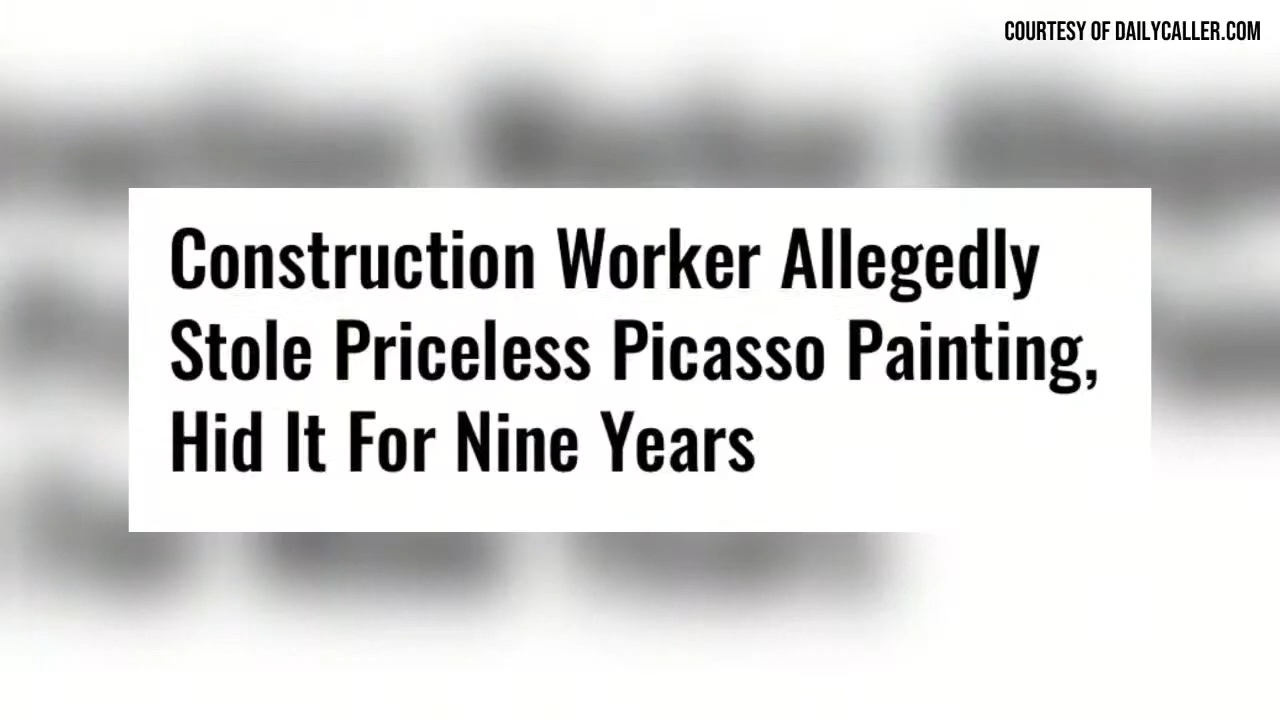 COURTESY OF DAILYCALLER.COM
Construction Worker Allegedly
Stole Priceless Picasso Painting,
Hid It For Nine Years